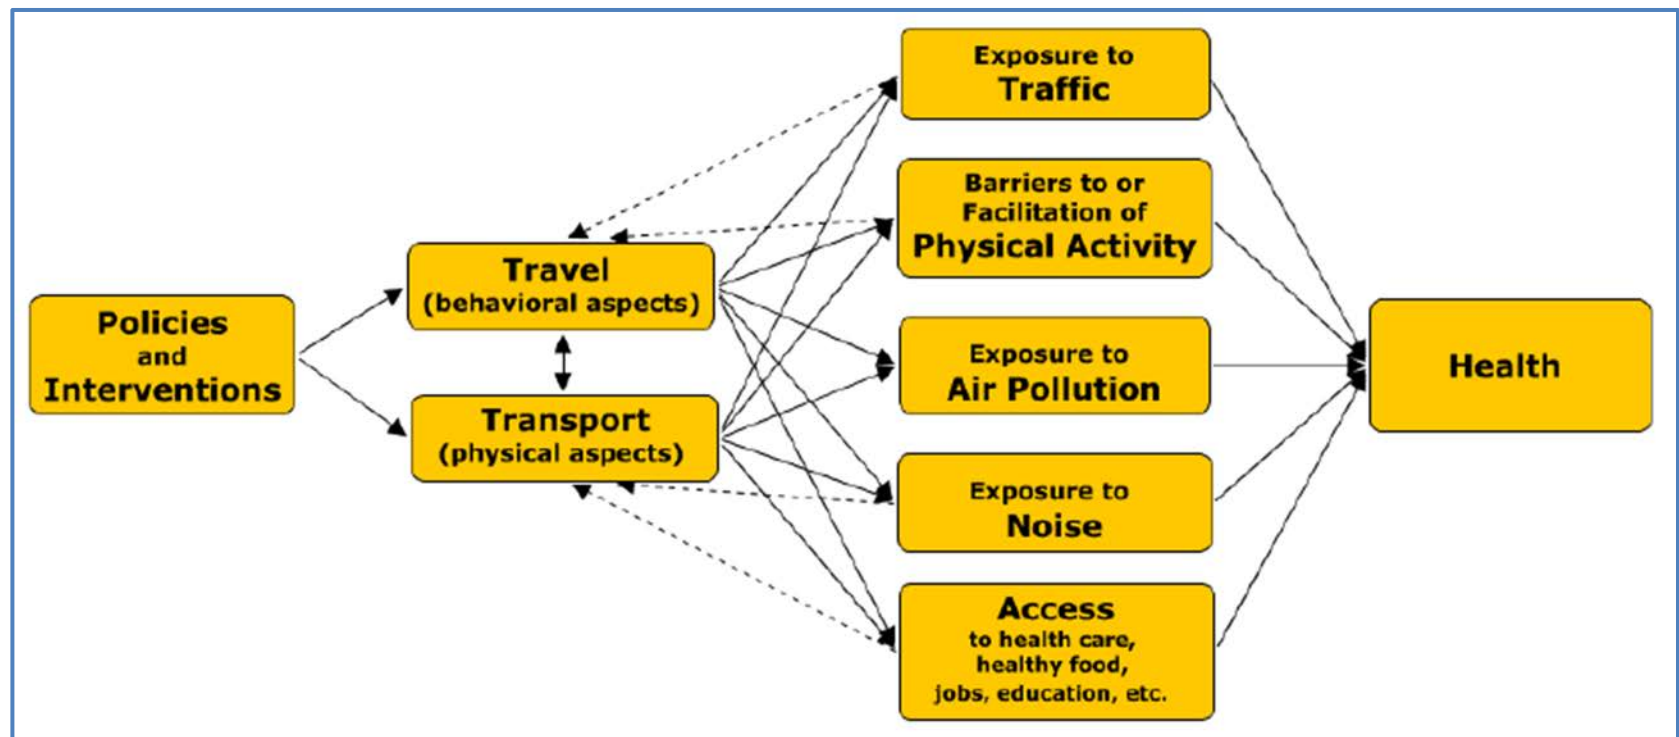 Policies
and
Interventions
Travel
(behavioral aspects)
Transport
(physical aspects)
Exposure to
Traffic
Barriers to or
Facilitation of
Physical Activity
Exposure to
Air Pollution
Exposure to
Noise
Access
to health care,
healthy food,
jobs, education, etc.
Health